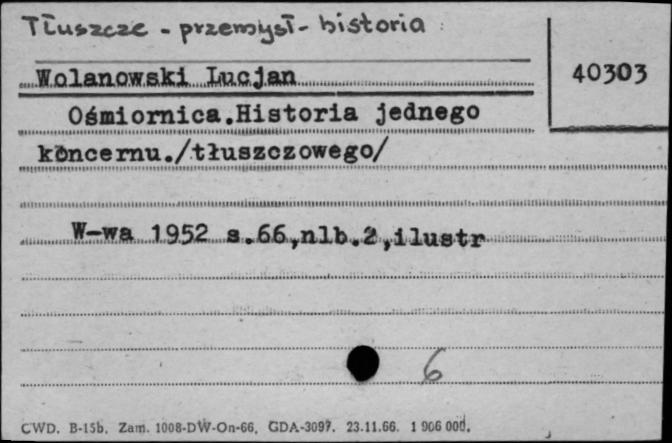 Tłuszcze - przemysł - historia
Wolanowski Lucjan
40303
Ośmiornica.Historia jednego
koncernu./tłuszczowego/
W-wa 1952 s.66,nlb.2,ilustr
6
CWD. B-15b. Zam. 1008-DW-On-66, GDA-3097. 23.11.66. 1 906 000.